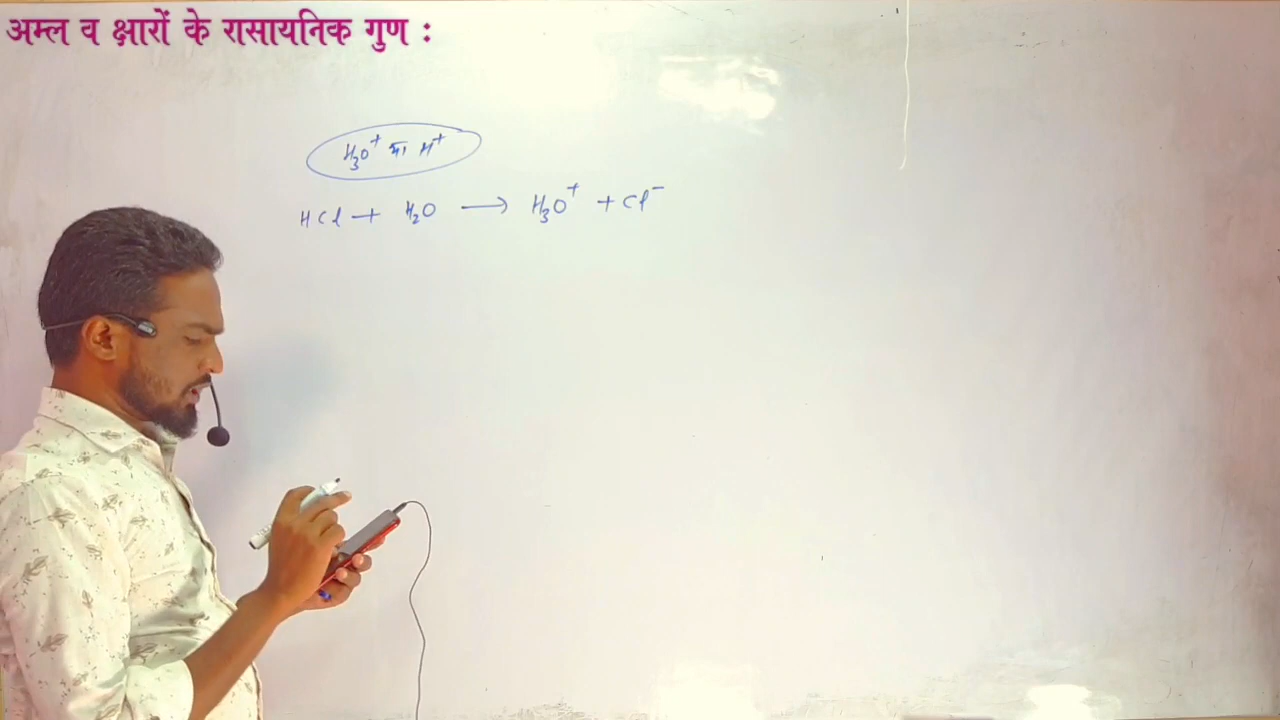 अम्ल व क्षारों के रासायनिक गुण :
H₃O⁺ या H⁺
HCl + H₂O ⟶ H₃O⁺ + Cl⁻